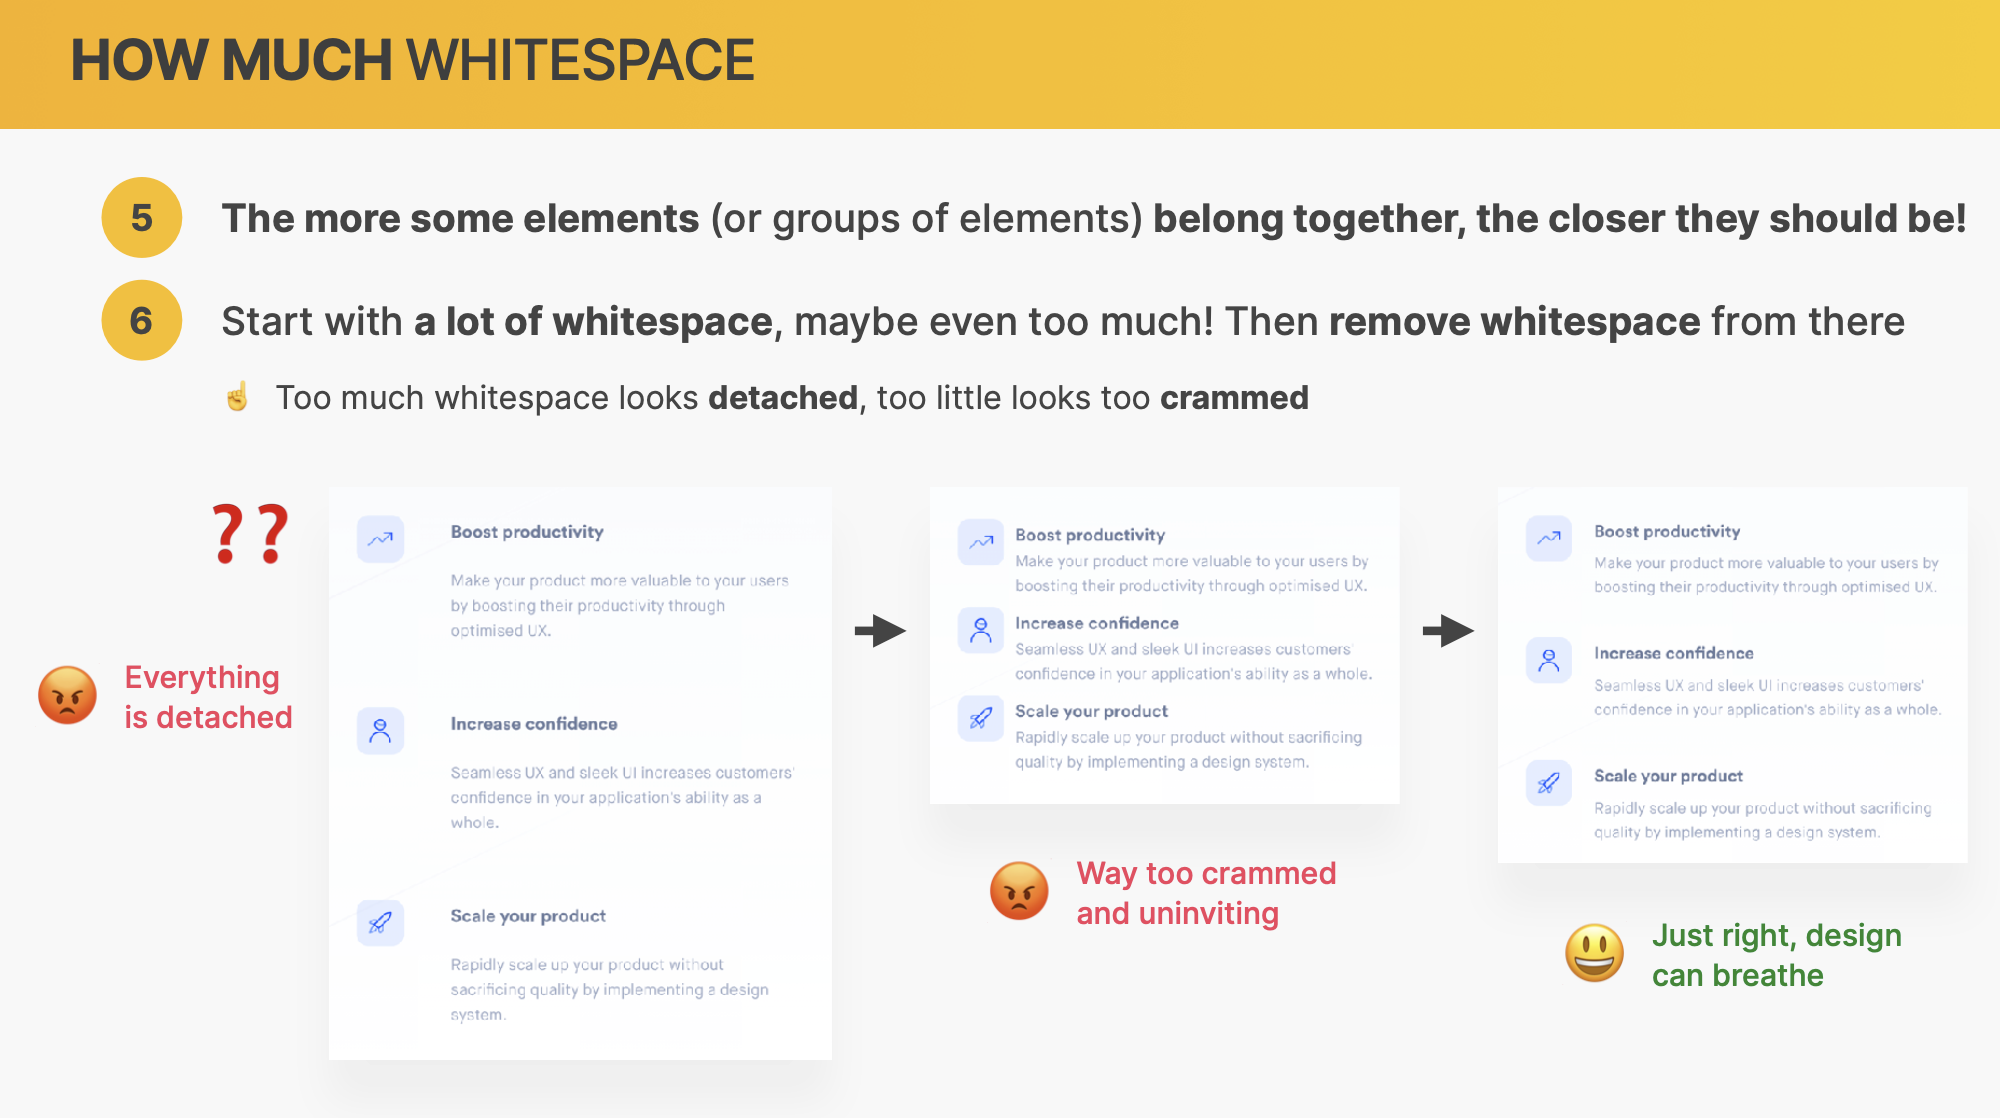 HOW MUCH WHITESPACE
5 The more some elements (or groups of elements) belong together, the closer they should be!
6 Start with a lot of whitespace, maybe even too much! Then remove whitespace from there
☝️ Too much whitespace looks detached, too little looks too crammed
??
Everything
is detached
Boost productivity
Make your product more valuable to your users
by boosting their productivity through
optimised UX.
Increase confidence
Seamless UX and sleek UI increases customers'
confidence in your application's ability as a
whole.
Scale your product
Rapidly scale up your product without
sacrificing quality by implementing a design
system.
Boost productivity
Make your product more valuable to your users by
boosting their productivity through optimised UX.
Increase confidence
Seamless UX and sleek UI increases customers'
confidence in your application's ability as a whole.
Scale your product
Rapidly scale up your product without sacrificing
quality by implementing a design system.
Way too crammed
and uninviting
Boost productivity
Make your product more valuable to your users by
boosting their productivity through optimised UX.
Increase confidence
Seamless UX and sleek UI increases customers'
confidence in your application's ability as a whole.
Scale your product
Rapidly scale up your product without sacrificing
quality by implementing a design system.
Just right, design
can breathe